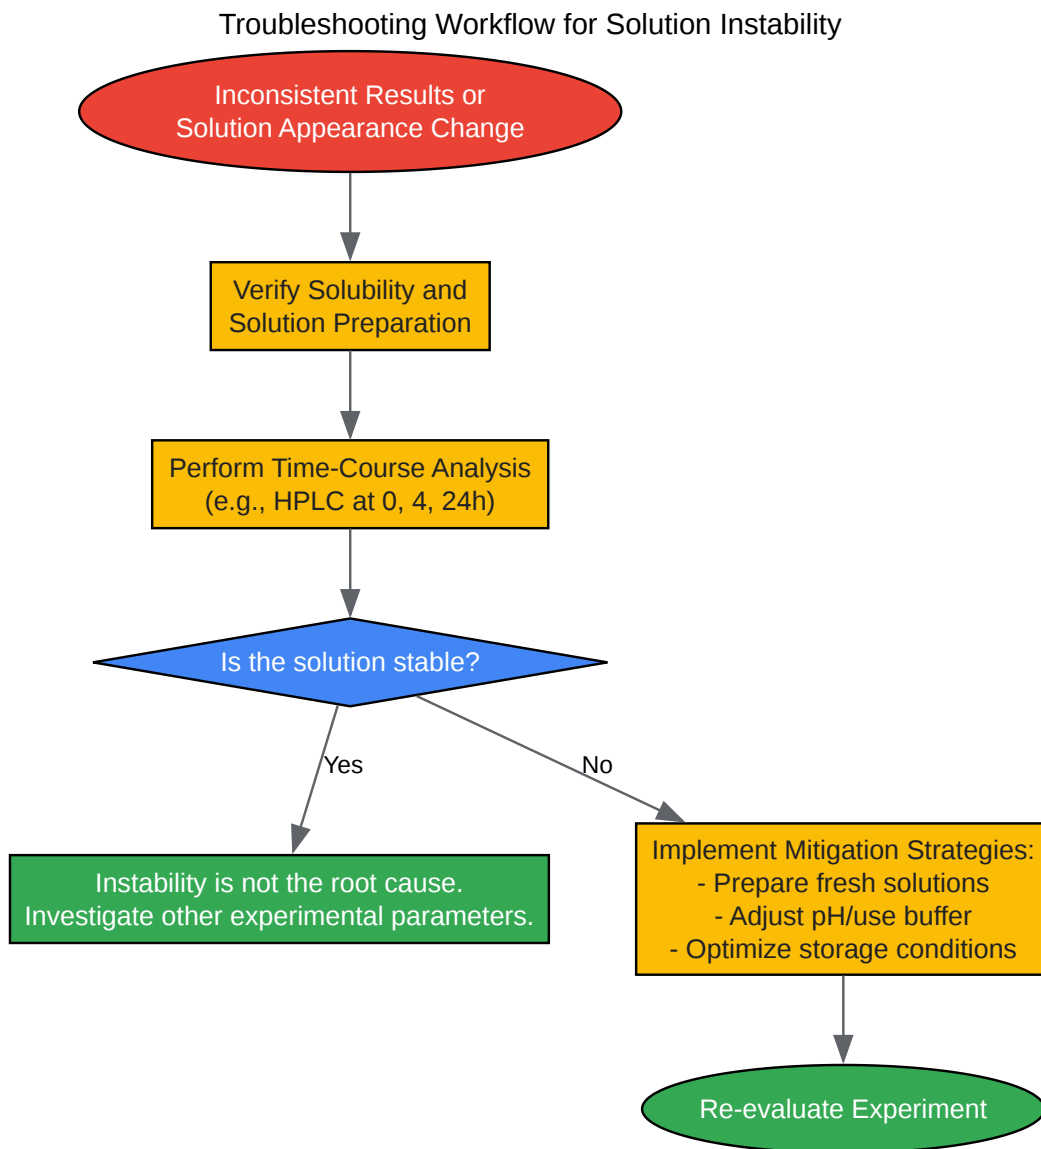 Troubleshooting Workflow for Solution Instability
Inconsistent Results or
Solution Appearance Change
Verify Solubility and
Solution Preparation
Perform Time-Course Analysis
(e.g., HPLC at 0, 4, 24h)
Is the solution stable?
Yes
No
Instability is not the root cause.
Investigate other experimental parameters.
Implement Mitigation Strategies:
- Prepare fresh solutions
- Adjust pH/use buffer
- Optimize storage conditions
Re-evaluate Experiment